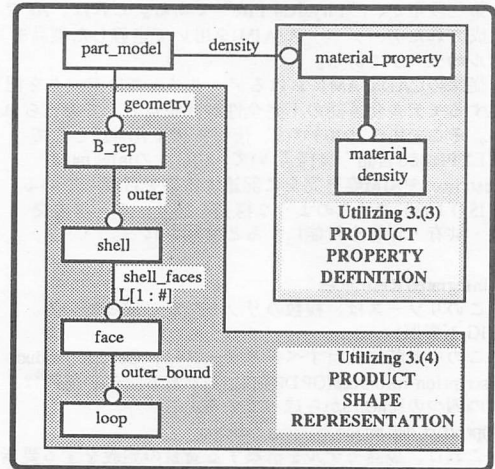 density
part_model
material_property
geometry
B_rep
material_
density
outer
Utilizing 3.(3)
PRODUCT
PROPERTY
DEFINITION
shell
shell_faces
L[1 : #]
face
Utilizing 3.(4)
PRODUCT
SHAPE
REPRESENTATION
outer_bound
loop